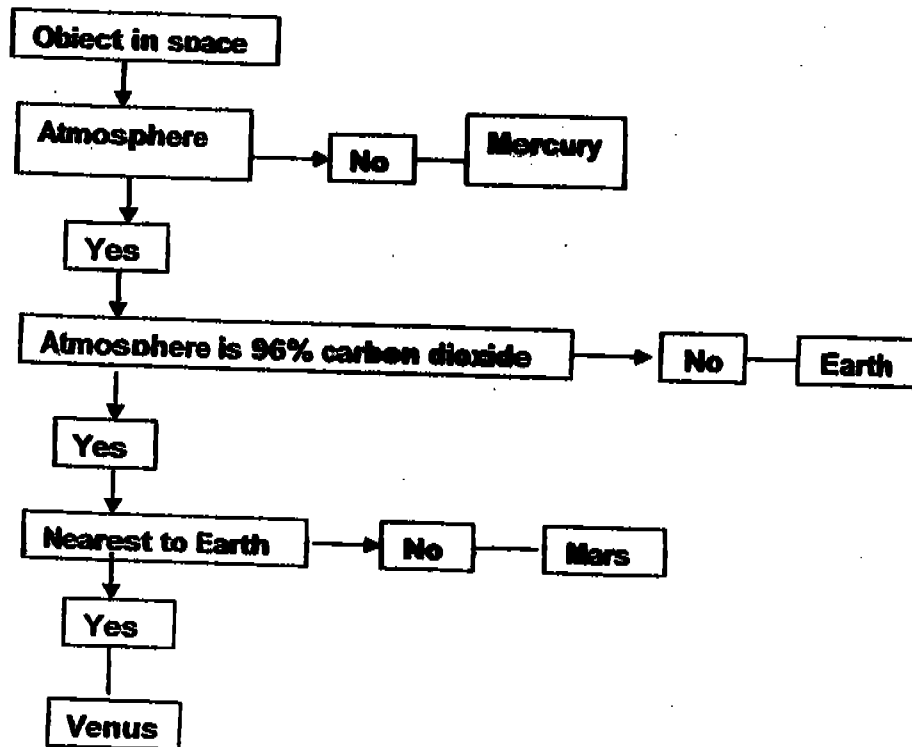 Object in space
Atmosphere
No
Mercury
Yes
Atmosphere is 96% carbon dioxide
No
Earth
Yes
Nearest to Earth
No
Mars
Yes
Venus